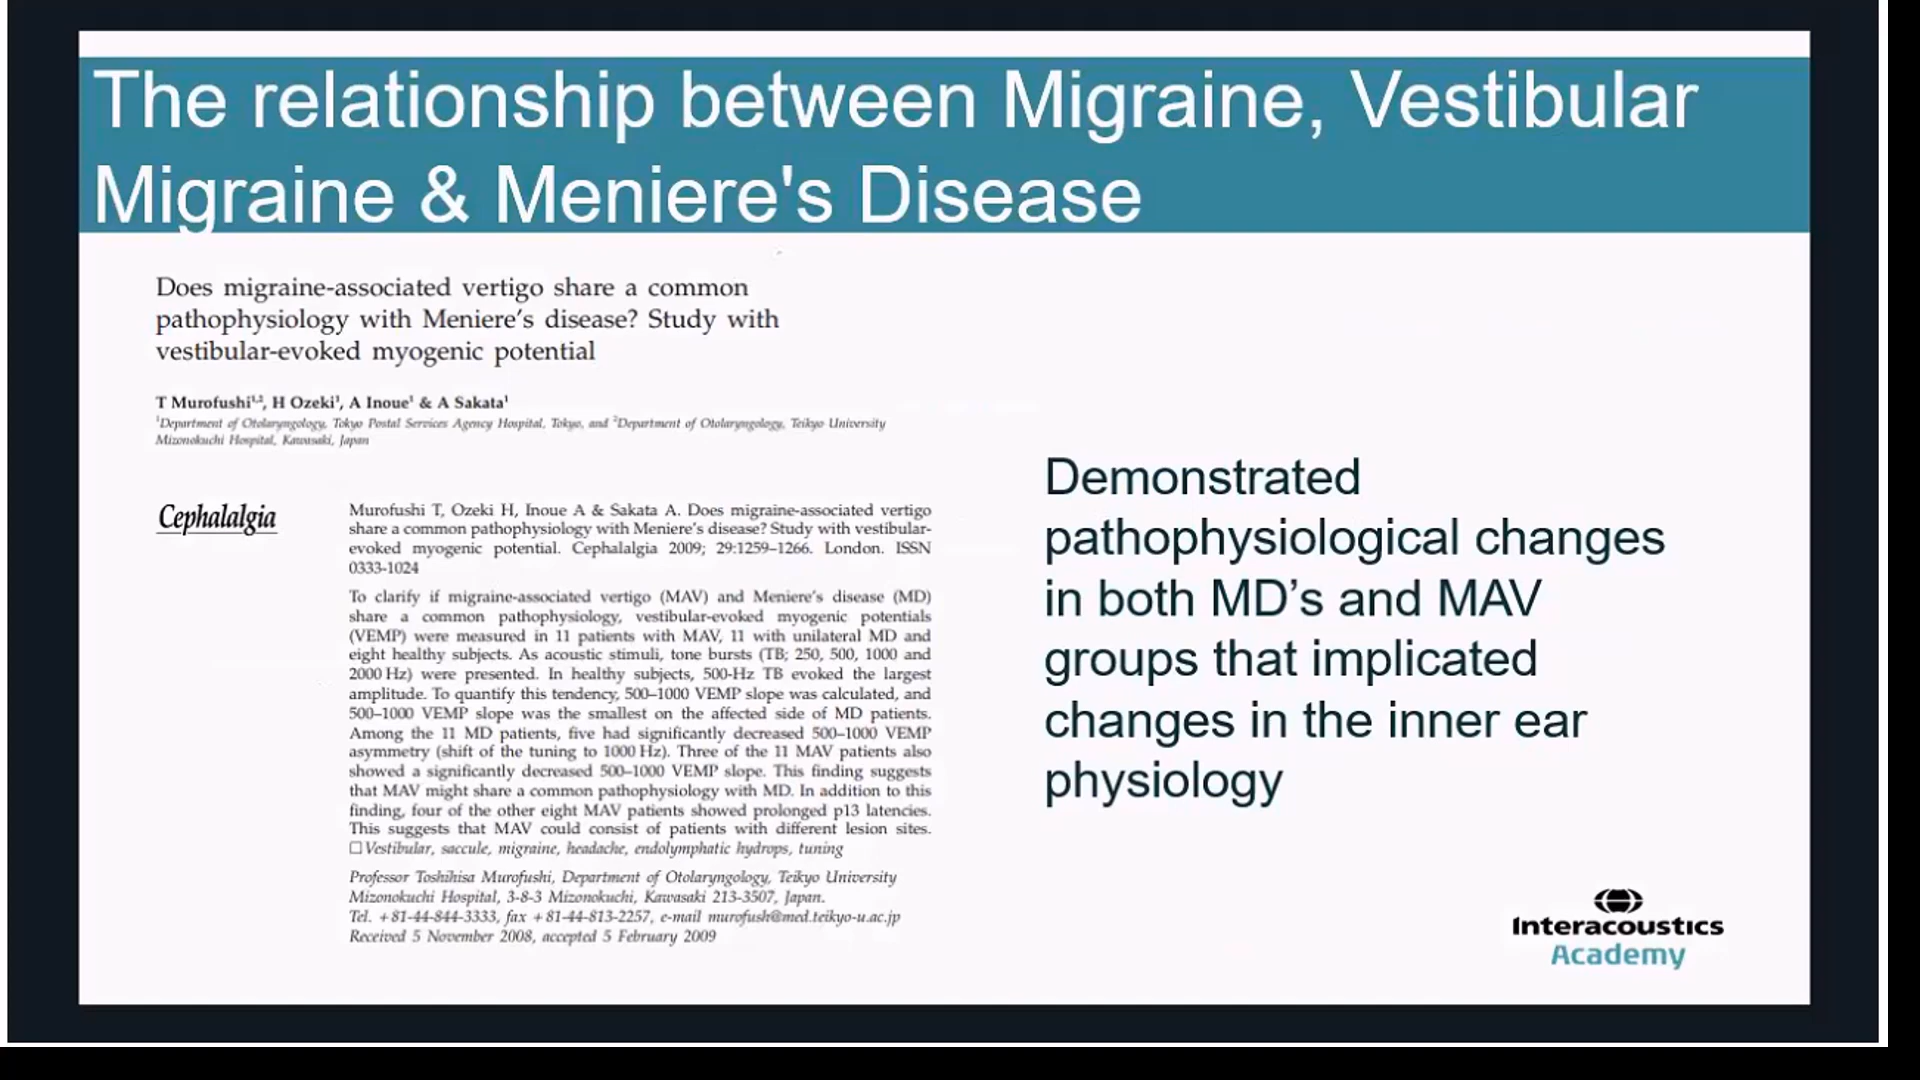 The relationship between Migraine, Vestibular
Migraine & Meniere's Disease
Does migraine-associated vertigo share a common
pathophysiology with Meniere’s disease? Study with
vestibular-evoked myogenic potential
T Murofushi¹,², H Ozeki¹, A Inoue¹ & A Sakata¹
¹Department of Otolaryngology, Tokyo Postal Services Agency Hospital, Tokyo, and ²Department of Otolaryngology, Teikyo University
Mizonokuchi Hospital, Kawasaki, Japan
Cephalalgia
Murofushi T, Ozeki H, Inoue A & Sakata A. Does migraine-associated vertigo
share a common pathophysiology with Meniere’s disease? Study with vestibular-
evoked myogenic potential. Cephalalgia 2009; 29:1259–1266. London. ISSN
0333-1024
To clarify if migraine-associated vertigo (MAV) and Meniere’s disease (MD)
share a common pathophysiology, vestibular-evoked myogenic potentials
(VEMP) were measured in 11 patients with MAV, 11 with unilateral MD and
eight healthy subjects. As acoustic stimuli, tone bursts (TB; 250, 500, 1000 and
2000 Hz) were presented. In healthy subjects, 500-Hz TB evoked the largest
amplitude. To quantify this tendency, 500–1000 VEMP slope was calculated, and
500–1000 VEMP slope was the smallest on the affected side of MD patients.
Among the 11 MD patients, five had significantly decreased 500–1000 VEMP
asymmetry (shift of the tuning to 1000 Hz). Three of the 11 MAV patients also
showed a significantly decreased 500–1000 VEMP slope. This finding suggests
that MAV might share a common pathophysiology with MD. In addition to this
finding, four of the other eight MAV patients showed prolonged p13 latencies.
This suggests that MAV could consist of patients with different lesion sites.
□ Vestibular, saccule, migraine, headache, endolymphatic hydrops, tuning
Professor Toshihisa Murofushi, Department of Otolaryngology, Teikyo University
Mizonokuchi Hospital, 3-8-3 Mizonokuchi, Kawasaki 213-3507, Japan.
Tel. +81-44-844-3333, fax +81-44-813-2257, e-mail murofush@med.teikyo-u.ac.jp
Received 5 November 2008, accepted 5 February 2009
Demonstrated
pathophysiological changes
in both MD’s and MAV
groups that implicated
changes in the inner ear
physiology
Interacoustics
Academy